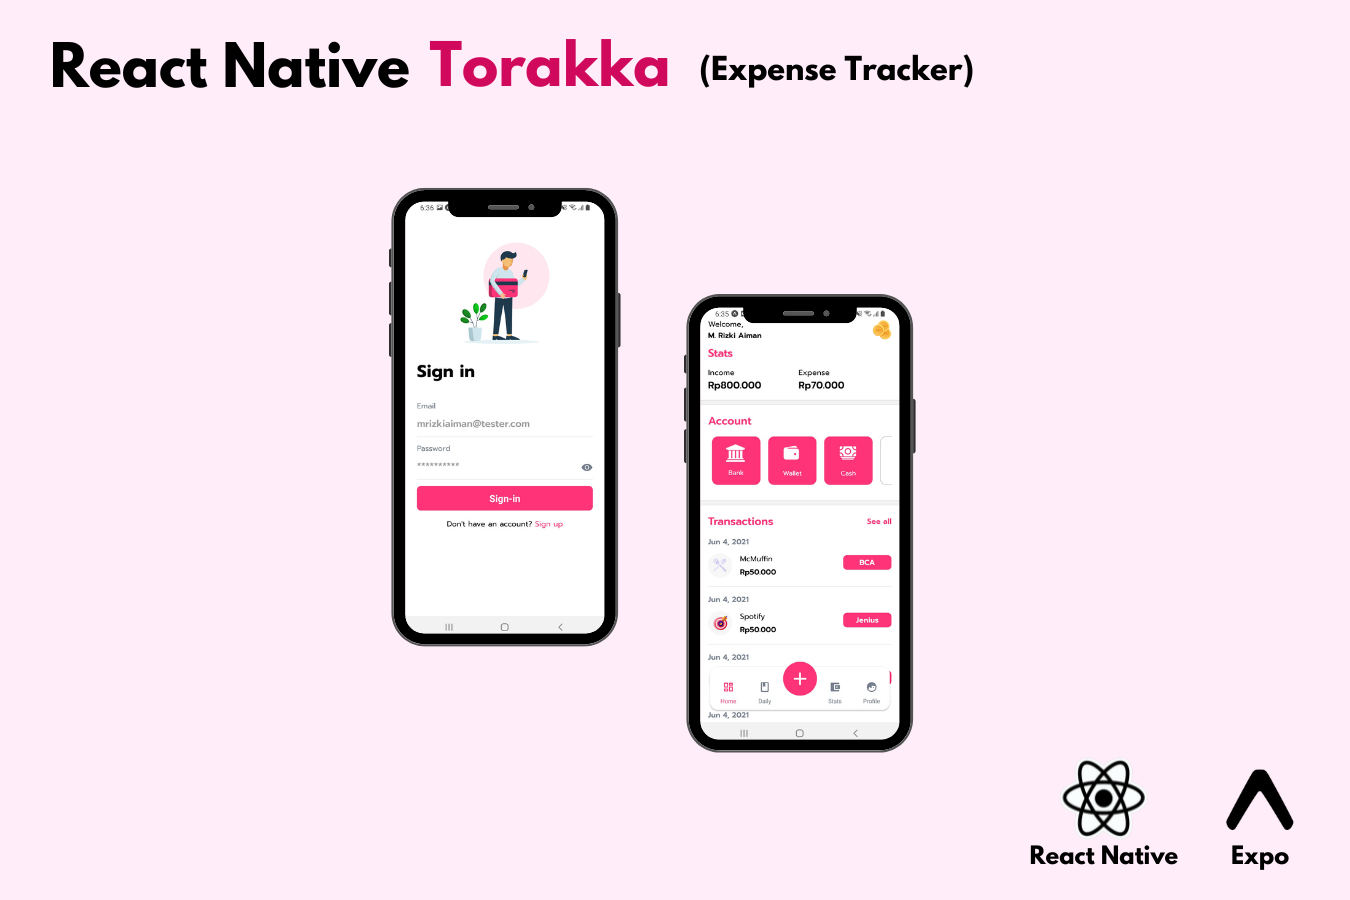 React Native Torakka (Expense Tracker)
6:36
Sign in
Email
mrizkiaiman@tester.com
Password
**********
Sign-in
Don't have an account? Sign up
6:35
Welcome,
M. Rizki Aiman
Stats
Income Expense
Rp800.000 Rp70.000
Account
Bank Wallet Cash
Transactions See all
Jun 4, 2021
McMuffin
Rp50.000
BCA
Jun 4, 2021
Spotify
Rp50.000
Jenius
Jun 4, 2021
Home Daily Stats Profile
Jun 4, 2021
React Native Expo